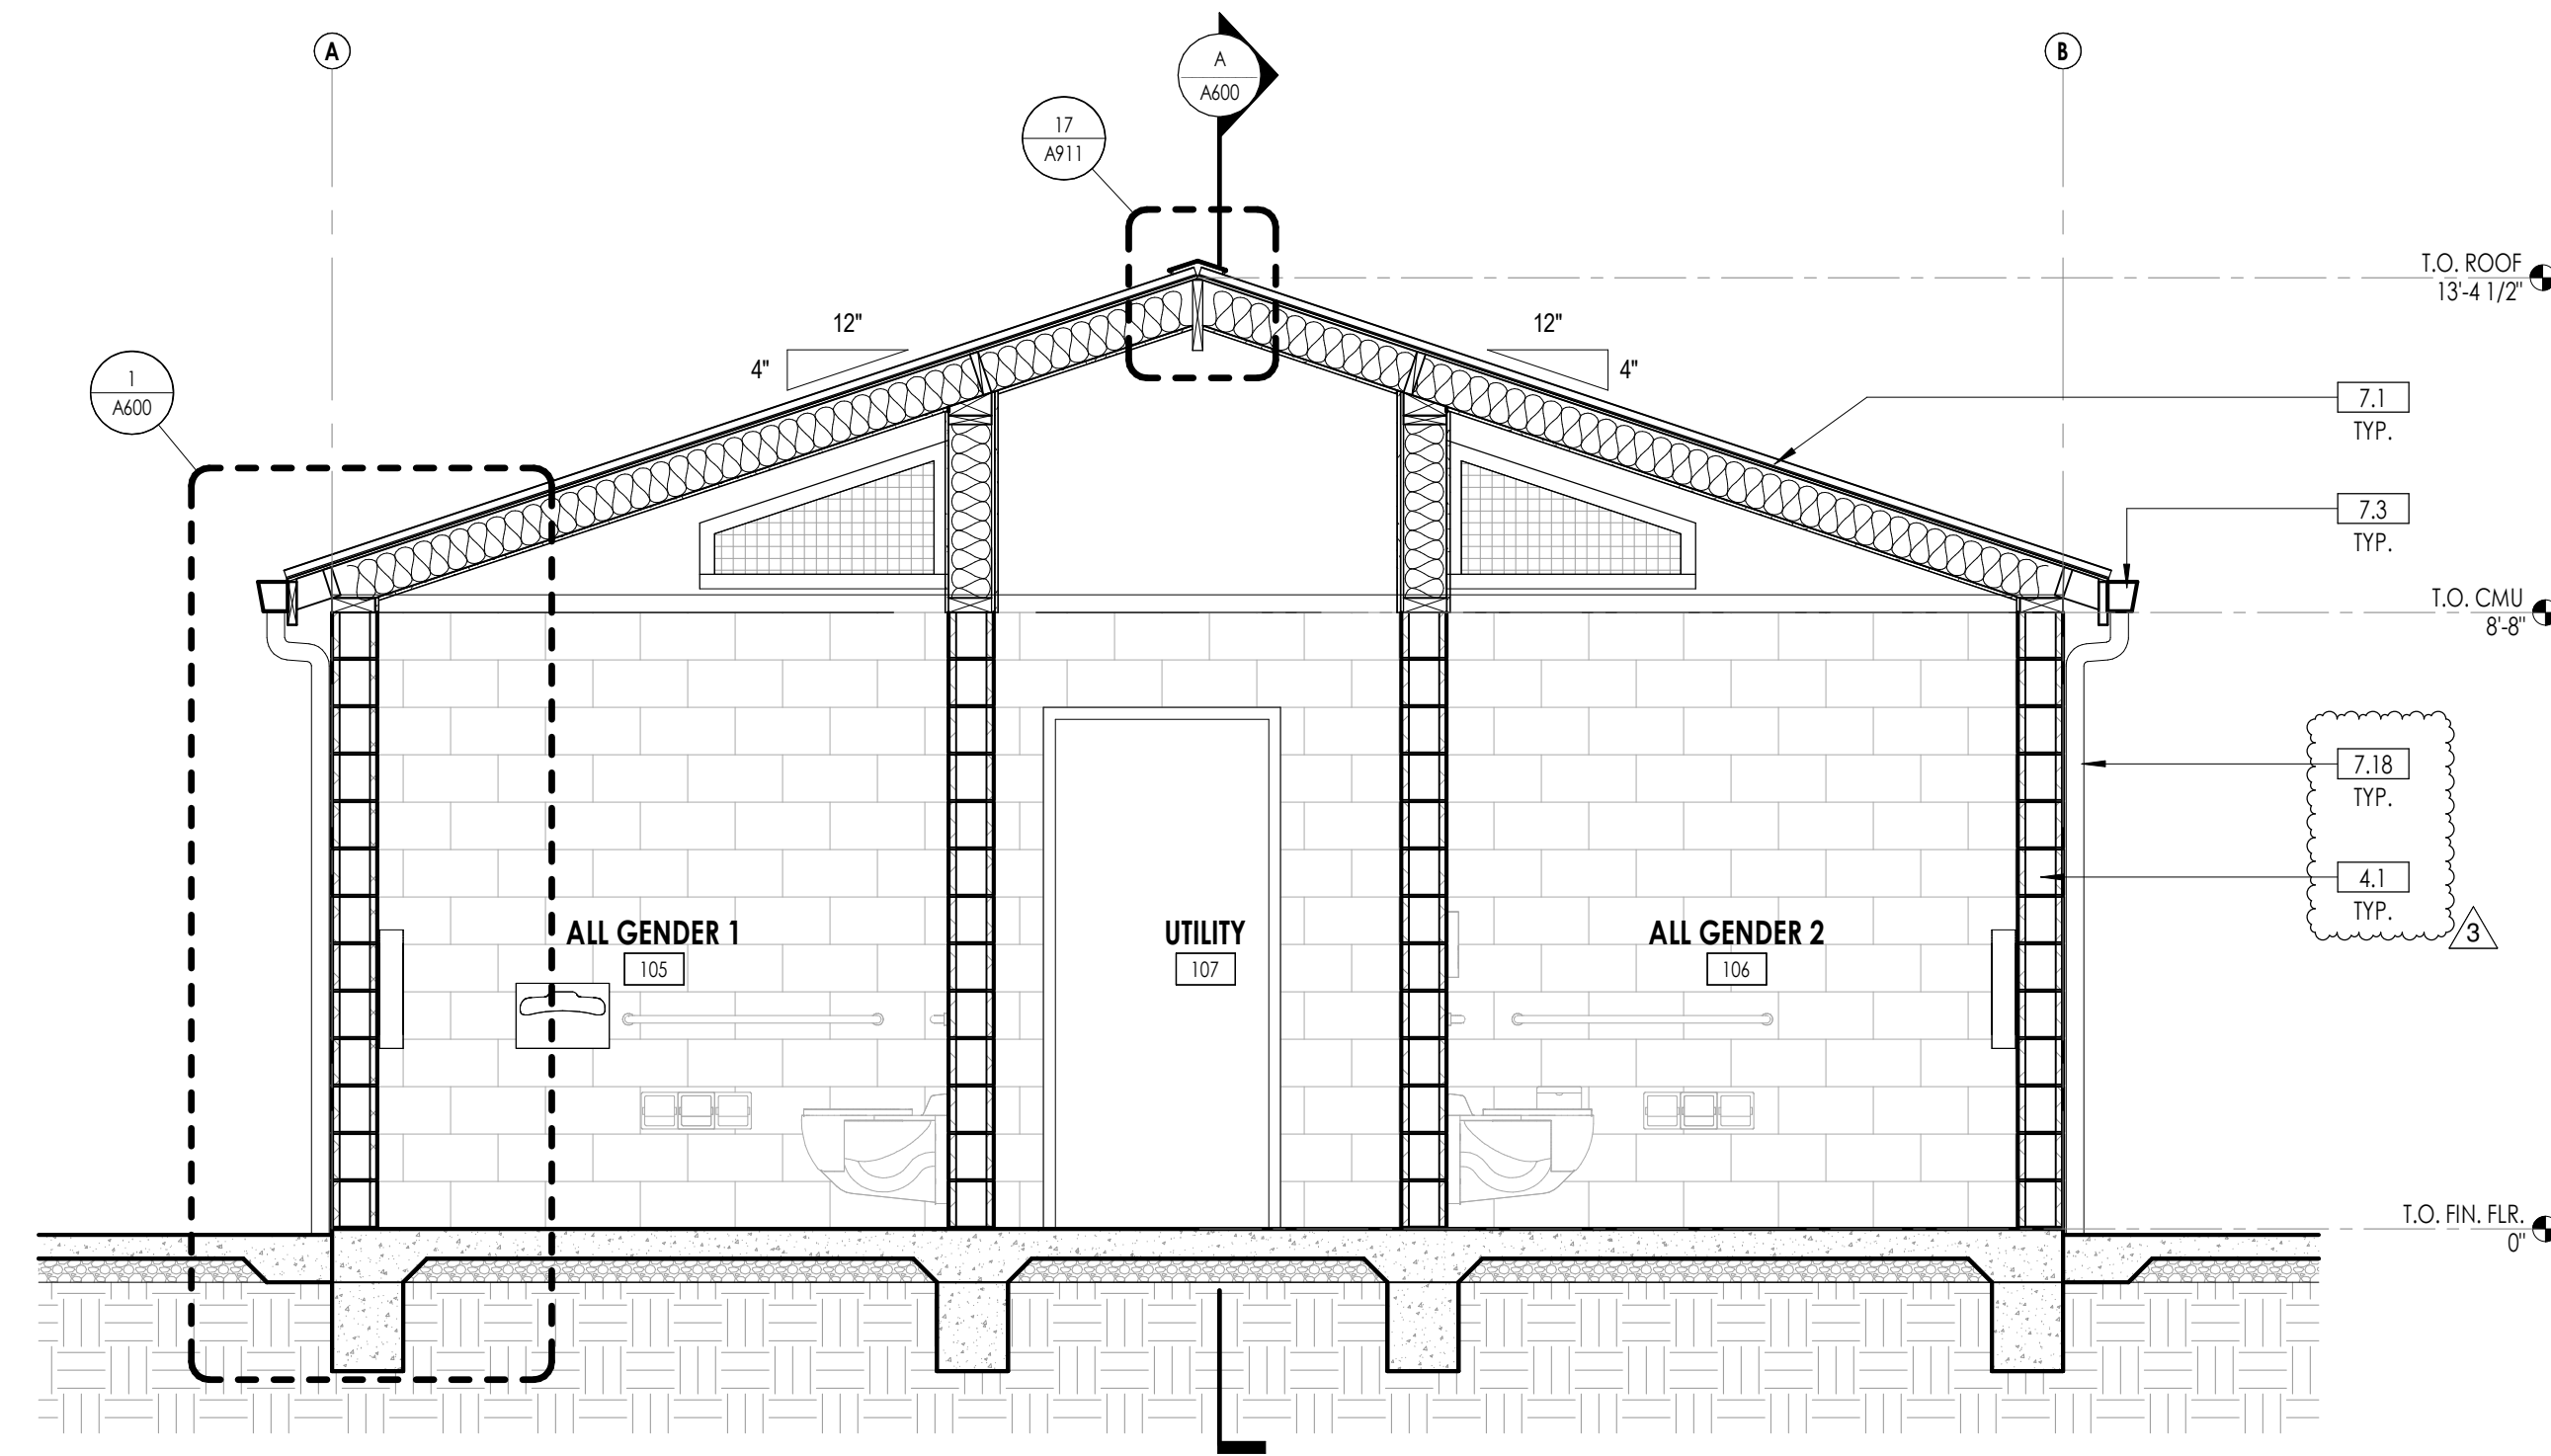 A
A
A600
B
17
A911
T.O. ROOF
13'-4 1/2"
12"
4"
12"
4"
1
A600
7.1
TYP.
7.3
TYP.
T.O. CMU
8'-8"
7.18
TYP.
4.1
TYP.
3
ALL GENDER 1
105
UTILITY
107
ALL GENDER 2
106
T.O. FIN. FLR.
0"